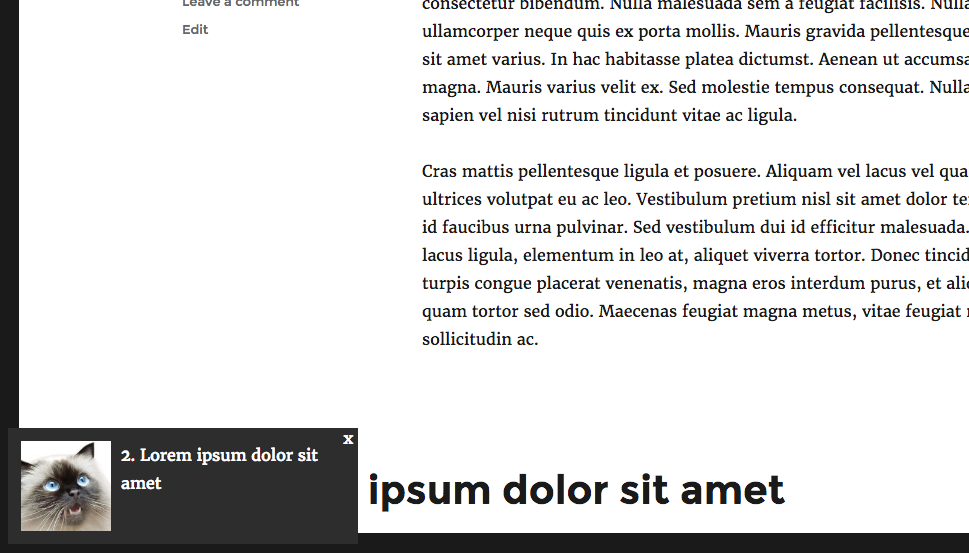 Leave a comment
Edit
consectetur bibendum. Nulla malesuada sem a feugiat facilisis. Nulla
ullamcorper neque quis ex porta mollis. Mauris gravida pellentesque
sit amet varius. In hac habitasse platea dictumst. Aenean ut accumsa
magna. Mauris varius velit ex. Sed molestie tempus consequat. Nulla
sapien vel nisi rutrum tincidunt vitae ac ligula.
Cras mattis pellentesque ligula et posuere. Aliquam vel lacus vel qua
ultrices volutpat eu ac leo. Vestibulum pretium nisl sit amet dolor te
id faucibus urna pulvinar. Sed vestibulum dui id efficitur malesuada.
lacus ligula, elementum in leo at, aliquet viverra tortor. Donec tincid
turpis congue placerat venenatis, magna eros interdum purus, et ali
quam tortor sed odio. Maecenas feugiat magna metus, vitae feugiat
sollicitudin ac.
x
2. Lorem ipsum dolor sit
amet
ipsum dolor sit amet